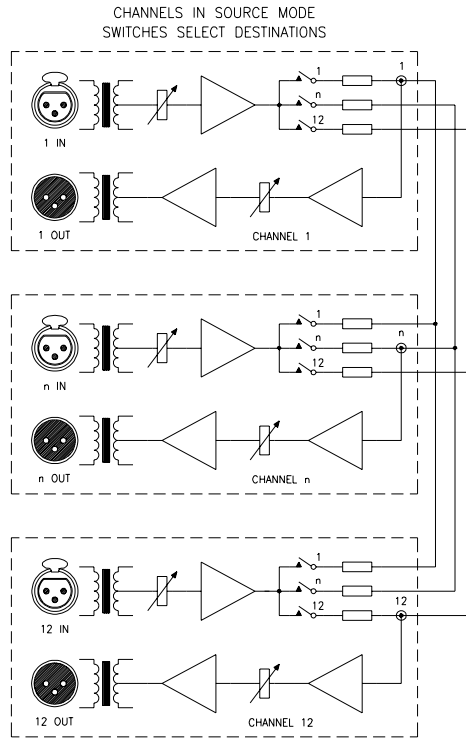 CHANNELS IN SOURCE MODE
SWITCHES SELECT DESTINATIONS
1
1
n
12
1 IN
1 OUT
CHANNEL 1
1
n
n
12
n IN
n OUT
CHANNEL n
1
n
12
12
12 IN
12 OUT
CHANNEL 12